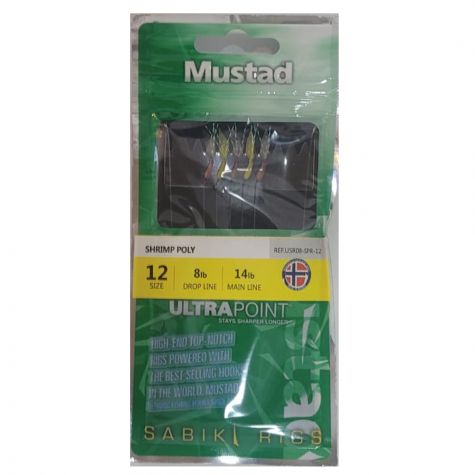 Mustad
SHRIMP POLY
REF.USR08-SPR-12
12 SIZE
8lb DROP LINE
14lb MAIN LINE
ULTRAPOINT
STAYS SHARPER LONGER
HIGH-END TOP-NOTCH
RIGS POWERED WITH
THE BEST-SELLING HOOKS
IN THE WORLD, MUSTAD
SABIKI RIGS